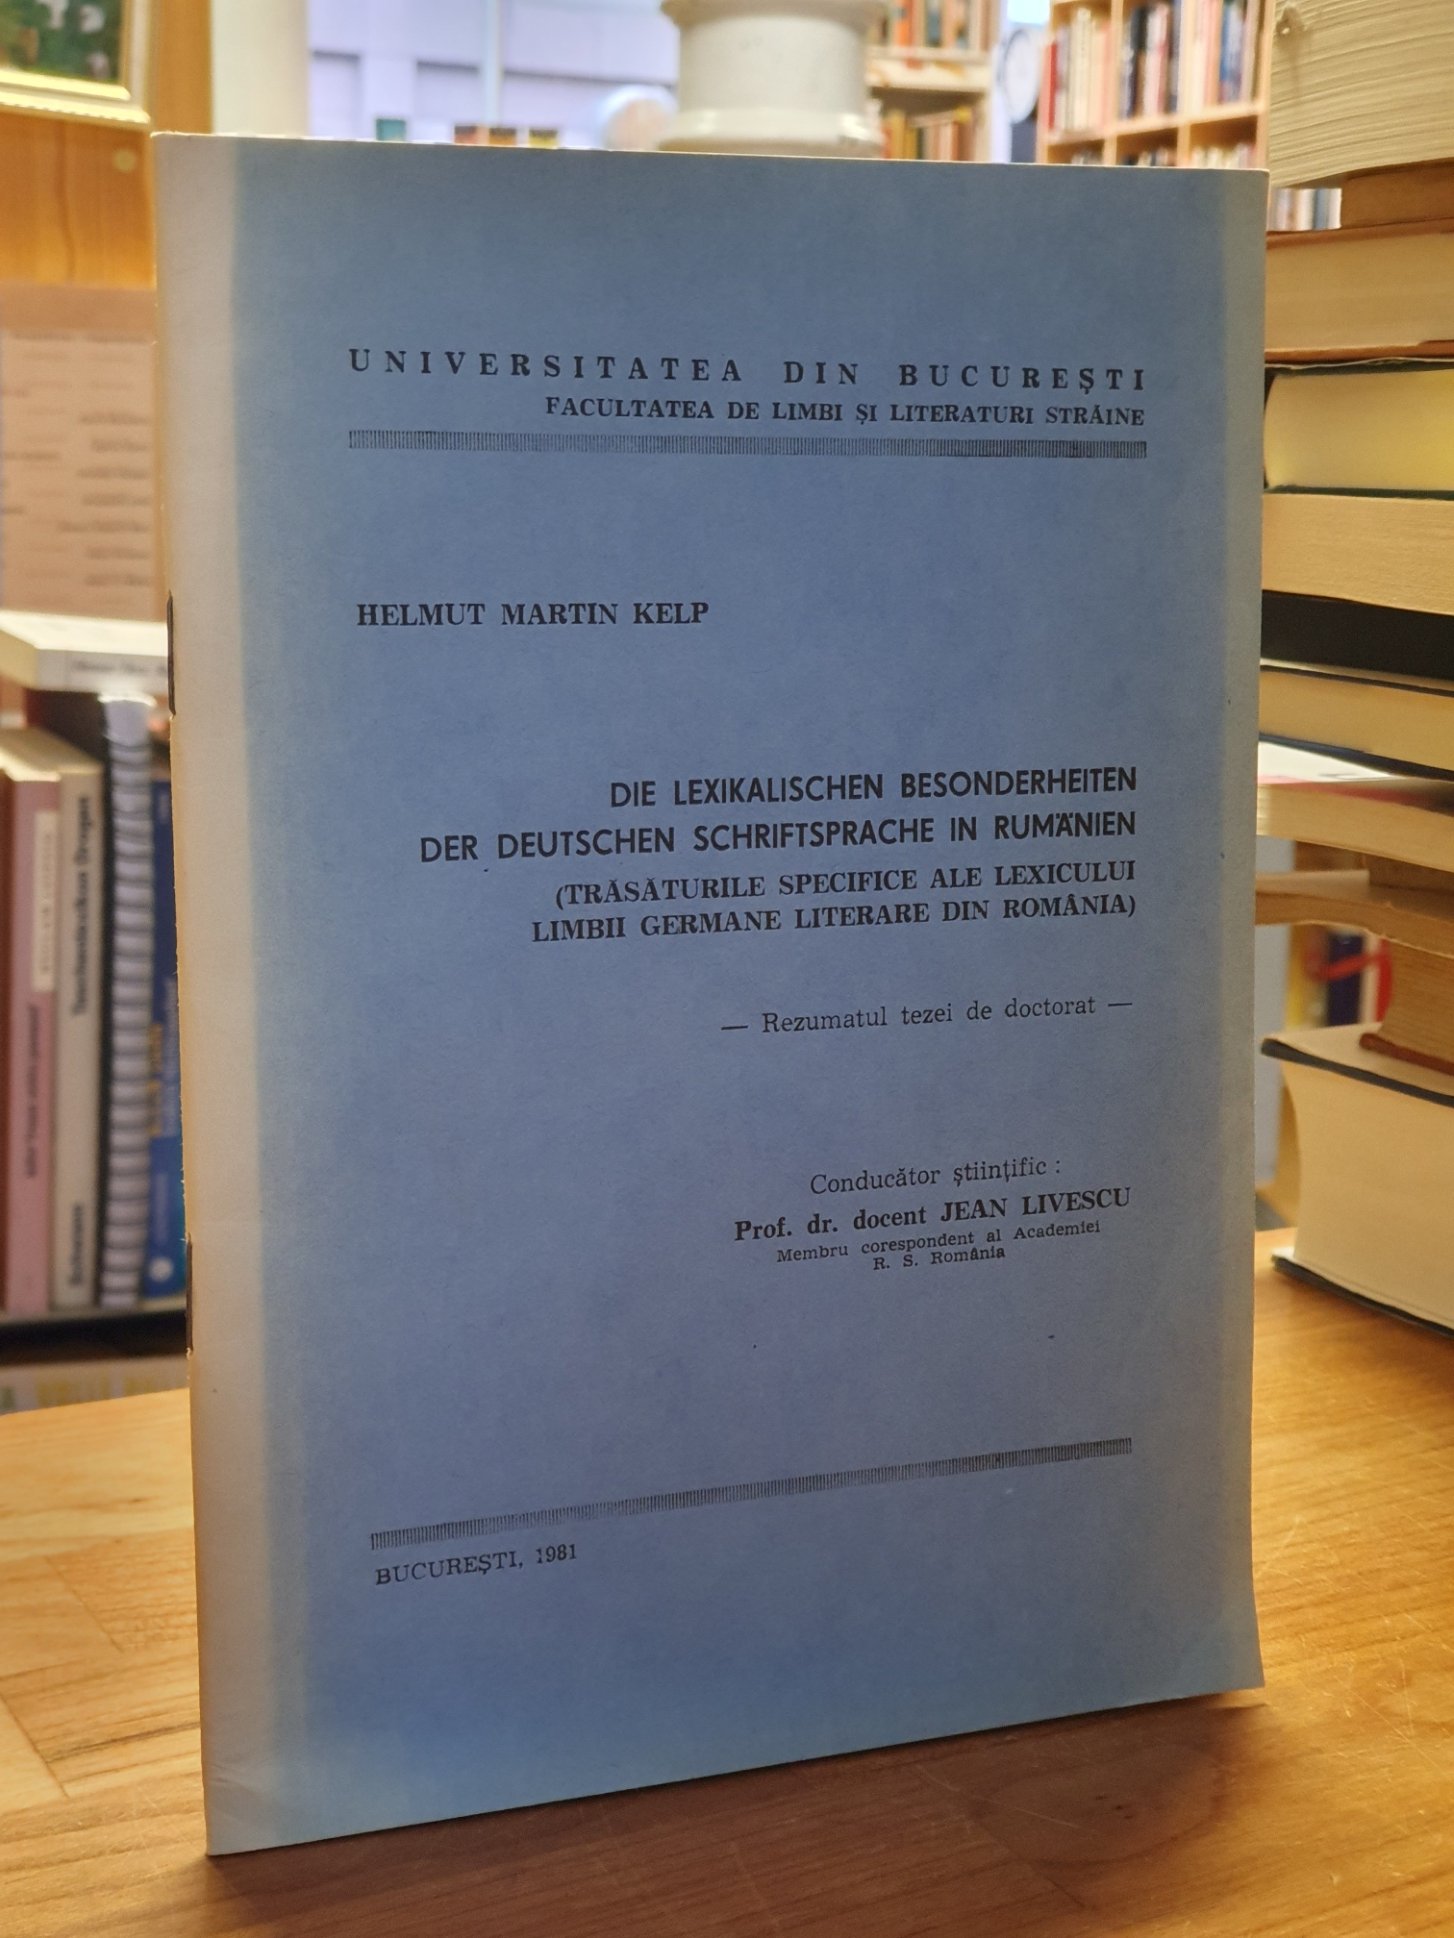 UNIVERSITATEA DIN BUCUREŞTI
FACULTATEA DE LIMBI ŞI LITERATURI STRĂINE
HELMUT MARTIN KELP
DIE LEXIKALISCHEN BESONDERHEITEN
DER DEUTSCHEN SCHRIFTSPRACHE IN RUMÄNIEN
(TRĂSĂTURILE SPECIFICE ALE LEXICULUI
LIMBII GERMANE LITERARE DIN ROMÂNIA)
— Rezumatul tezei de doctorat —
Conducător ştiinţific :
Prof. dr. docent JEAN LIVESCU
Membru corespondent al Academiei
R. S. România
BUCUREŞTI, 1981